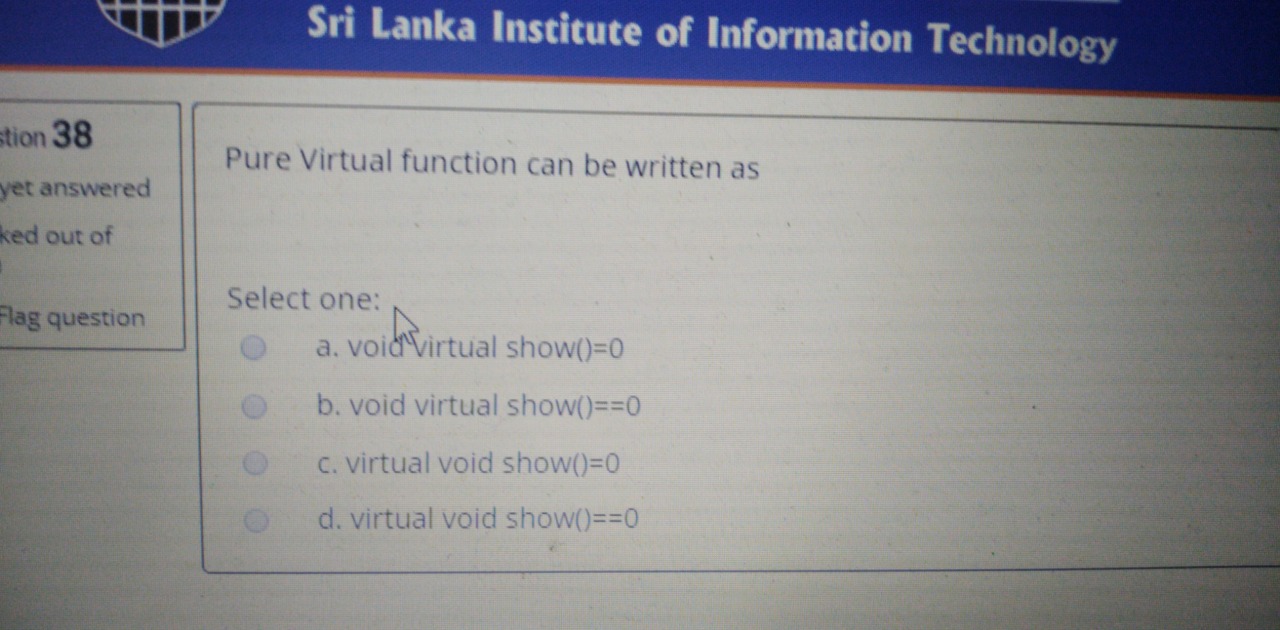 Sri Lanka Institute of Information Technology
stion 38
yet answered
ked out of
Flag question
Pure Virtual function can be written as
Select one:
a. void virtual show()=0
b. void virtual show()==0
c. virtual void show()=0
d. virtual void show()==0